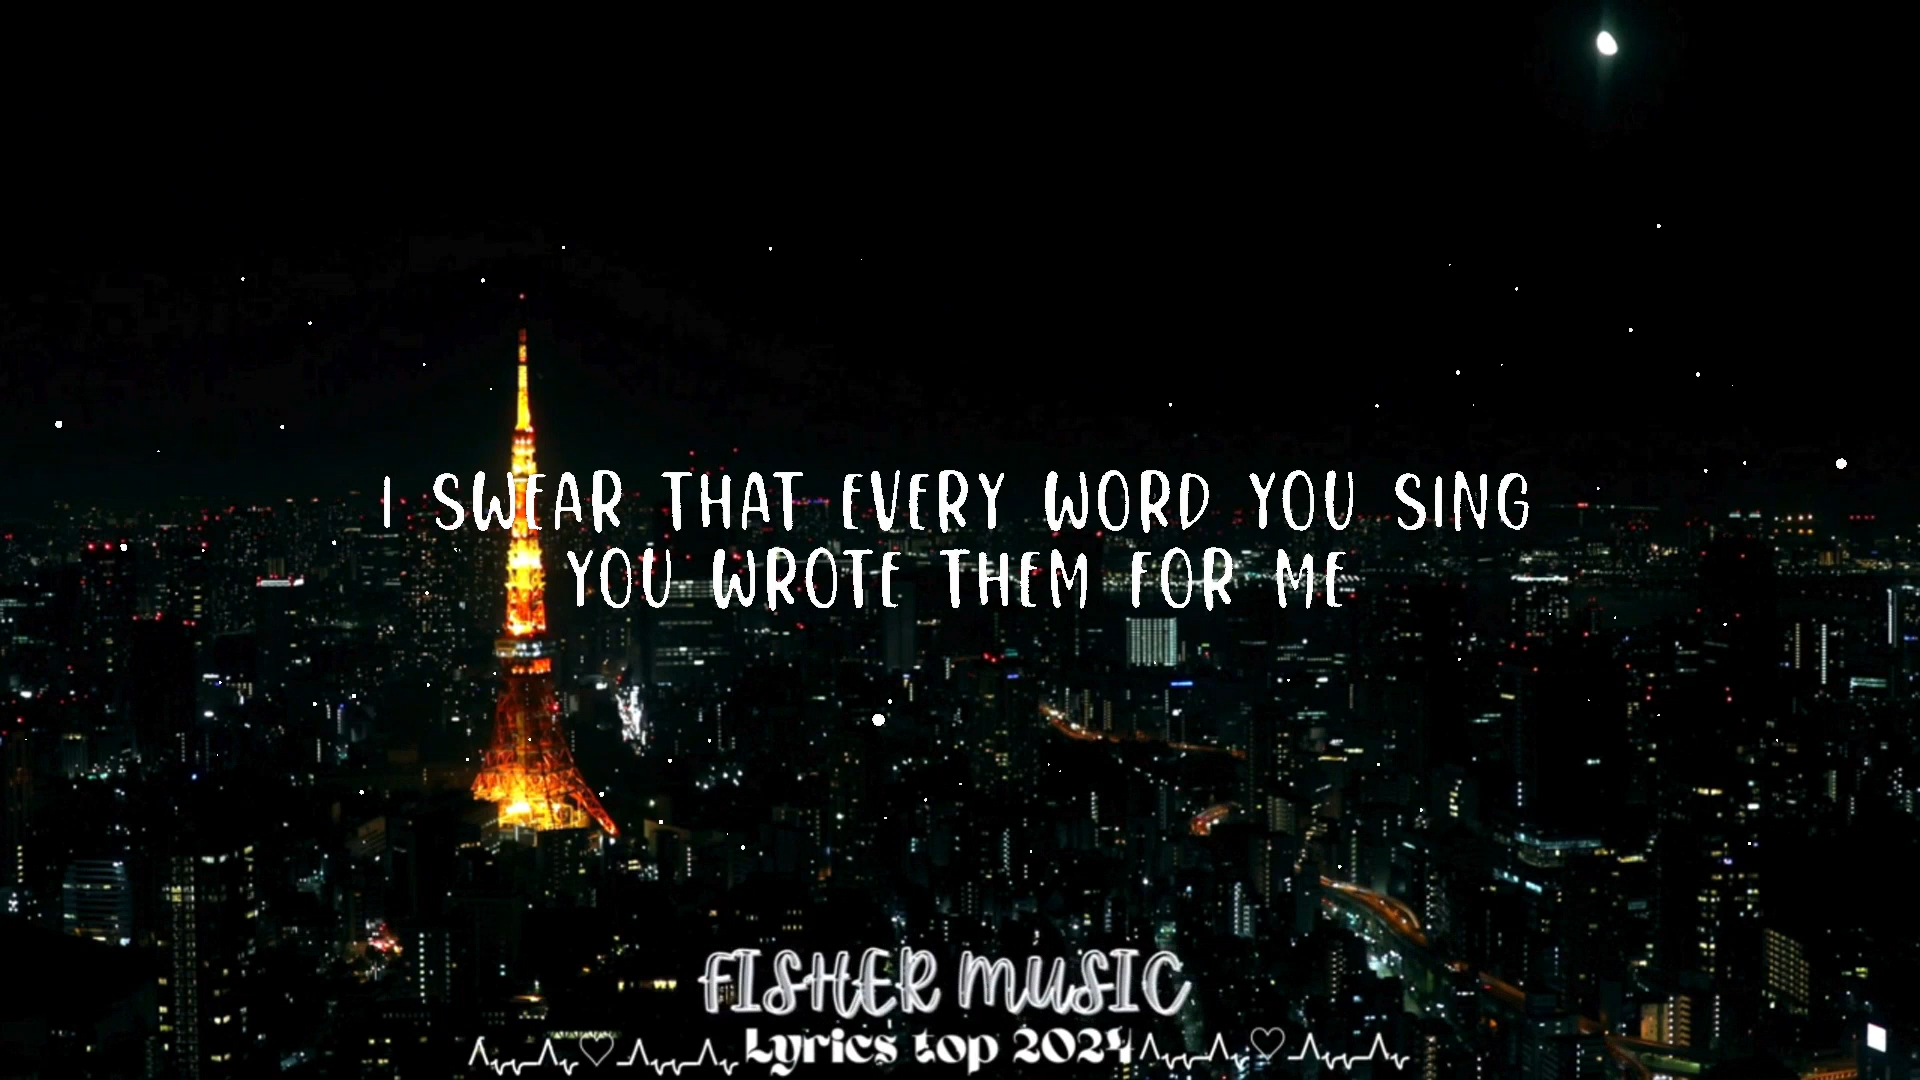 I SWEAR THAT EVERY WORD YOU SING
YOU WROTE THEM FOR ME
FISHER MUSIC
Lyrics top 2024